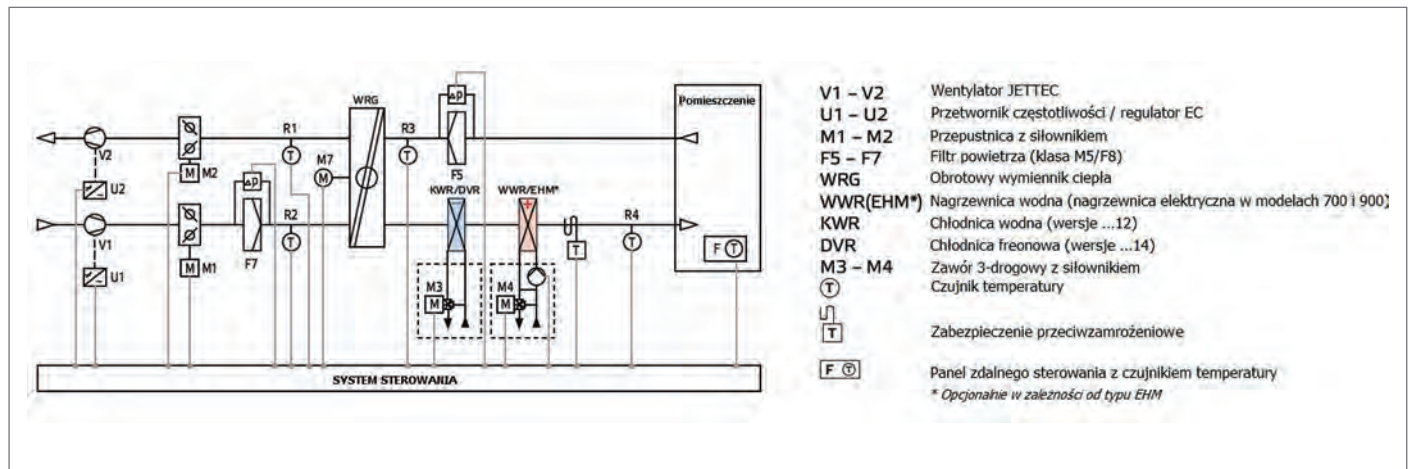 V2
U2
V1
U1
M M2
M M1
Δp
F7
R1
T
R2
T
M7
M
WRG
R3
T
Δp
F5
KWR/DVR
WWR/EHM*
M3
M
M4
M
T
R4
T
Pomieszczenie
F T
SYSTEM STEROWANIA
V1 – V2 Wentylator JETTEC
U1 – U2 Przetwornik częstotliwości / regulator EC
M1 – M2 Przepustnica z siłownikiem
F5 – F7 Filtr powietrza (klasa M5/F8)
WRG Obrotowy wymiennik ciepła
WWR(EHM*) Nagrzewnica wodna (nagrzewnica elektryczna w modelach 700 i 900)
KWR Chłodnica wodna (wersje ...12)
DVR Chłodnica freonowa (wersje ...14)
M3 – M4 Zawór 3-drogowy z siłownikiem
T Czujnik temperatury
T Zabezpieczenie przeciwzamrożeniowe
F T Panel zdalnego sterowania z czujnikiem temperatury
* Opcjonalnie w zależności od typu EHM